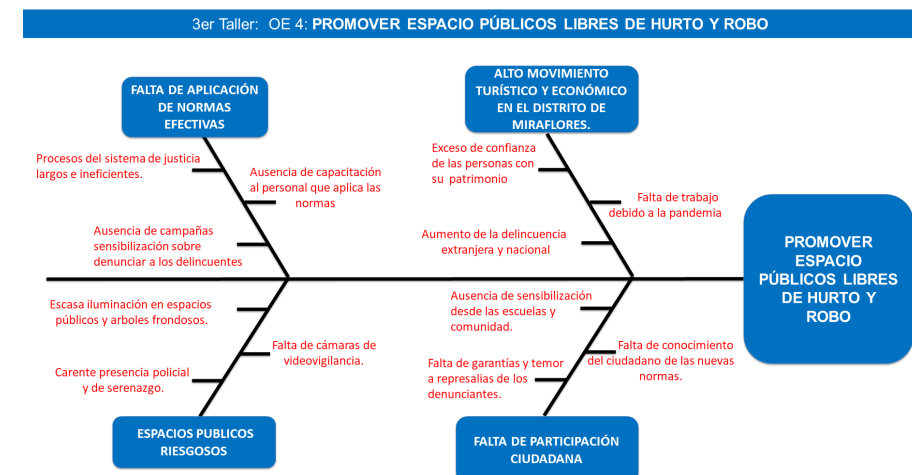 3er Taller:  OE 4: PROMOVER ESPACIO PÚBLICOS LIBRES DE HURTO Y ROBO
FALTA DE APLICACIÓN
DE NORMAS
EFECTIVAS
ALTO MOVIMIENTO
TURÍSTICO Y ECONÓMICO
EN EL DISTRITO DE
MIRAFLORES.
Procesos del sistema de justicia
largos e ineficientes.
Ausencia de capacitación
al personal que aplica las
normas
Ausencia de campañas
sensibilización sobre
denunciar a los delincuentes
Exceso de confianza
de las personas con
su patrimonio
Falta de trabajo
debido a la pandemia
Aumento de la delincuencia
extranjera y nacional
PROMOVER
ESPACIO
PÚBLICOS LIBRES
DE HURTO Y
ROBO
Escasa iluminación en espacios
públicos y arboles frondosos.
Falta de cámaras de
videovigilancia.
Carente presencia policial
y de serenazgo.
Ausencia de sensibilización
desde las escuelas y
comunidad.
Falta de conocimiento
del ciudadano de las nuevas
normas.
Falta de garantías y temor
a represalias de los
denunciantes.
ESPACIOS PUBLICOS
RIESGOSOS
FALTA DE PARTICIPACIÓN
CIUDADANA